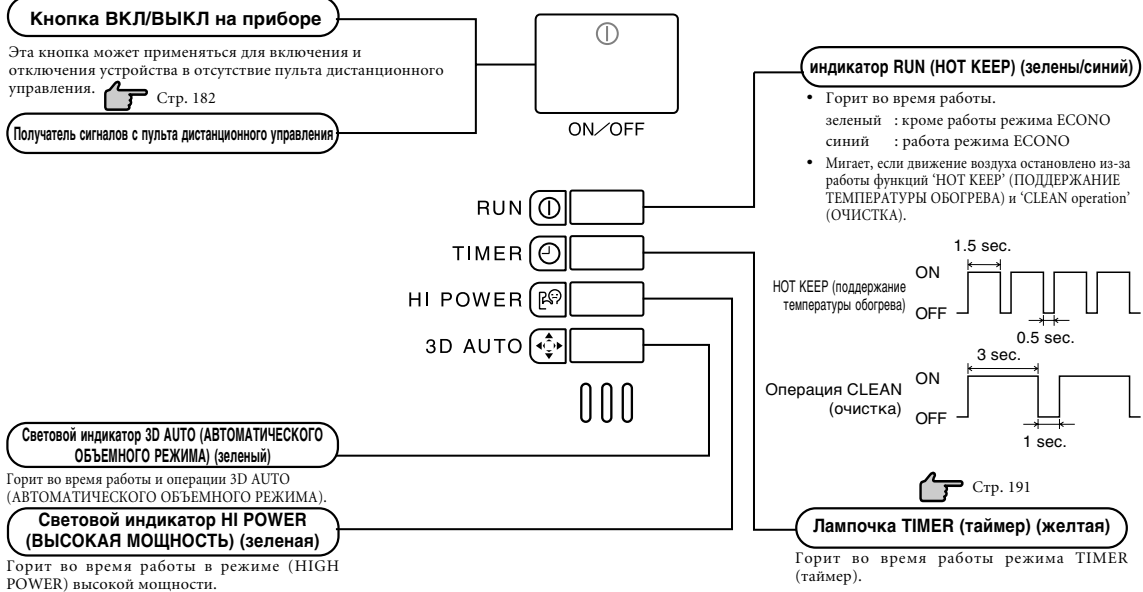 Кнопка ВКЛ/ВЫКЛ на приборе
Эта кнопка может применяться для включения и
отключения устройства в отсутствие пульта дистанционного
управления. Стр. 182
Получатель сигналов с пульта дистанционного управления
ON/OFF
индикатор RUN (HOT KEEP) (зелены/синий)
• Горит во время работы.
зеленый : кроме работы режима ECONO
синий : работа режима ECONO
• Мигает, если движение воздуха остановлено из-за
работы функций ‘HOT KEEP’ (ПОДДЕРЖАНИЕ
ТЕМПЕРАТУРЫ ОБОГРЕВА) и ‘CLEAN operation’
(ОЧИСТКА).
RUN
TIMER
HI POWER
3D AUTO
1.5 sec.
HOT KEEP (поддержание
температуры обогрева)
ON
OFF
0.5 sec.
3 sec.
Операция CLEAN
(очистка)
ON
OFF
1 sec.
Стр. 191
Световой индикатор 3D AUTO (АВТОМАТИЧЕСКОГО
ОБЪЕМНОГО РЕЖИМА) (зеленый)
Горит во время работы и операции 3D AUTO
(АВТОМАТИЧЕСКОГО ОБЪЕМНОГО РЕЖИМА).
Световой индикатор HI POWER
(ВЫСОКАЯ МОЩНОСТЬ) (зеленая)
Горит во время работы в режиме (HIGH
POWER) высокой мощности.
Лампочка TIMER (таймер) (желтая)
Горит во время работы режима TIMER
(таймер).